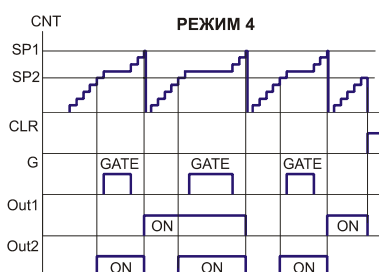 CNT
РЕЖИМ 4
SP1
SP2
CLR
G
GATE GATE GATE
Out1
ON ON
Out2
ON ON ON